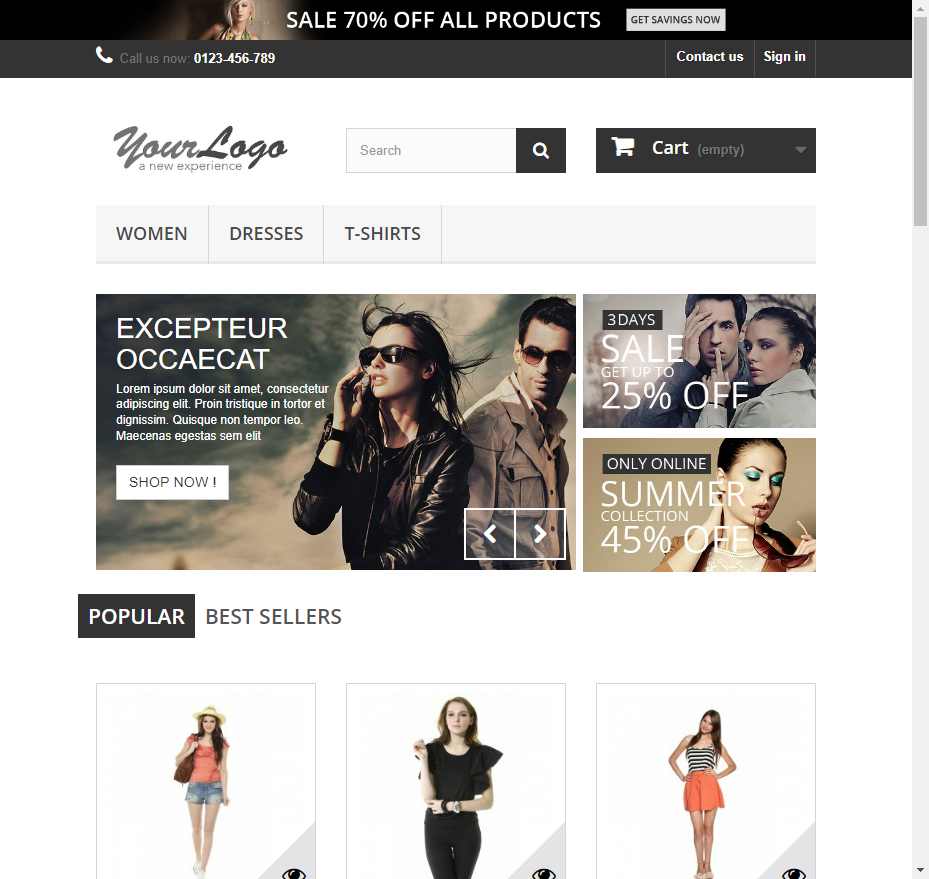 SALE 70% OFF ALL PRODUCTS
GET SAVINGS NOW
Call us now: 0123-456-789
Contact us
Sign in
YourLogo
a new experience
Search
Cart (empty)
WOMEN
DRESSES
T-SHIRTS
EXCEPTEUR
OCCAECAT
Lorem ipsum dolor sit amet, consectetur
adipiscing elit. Proin tristique in tortor et
dignissim. Quisque non tempor leo.
Maecenas egestas sem elit
SHOP NOW !
3 DAYS
SALE
GET UP TO
25% OFF
ONLY ONLINE
SUMMER
COLLECTION
45% OFF
POPULAR
BEST SELLERS